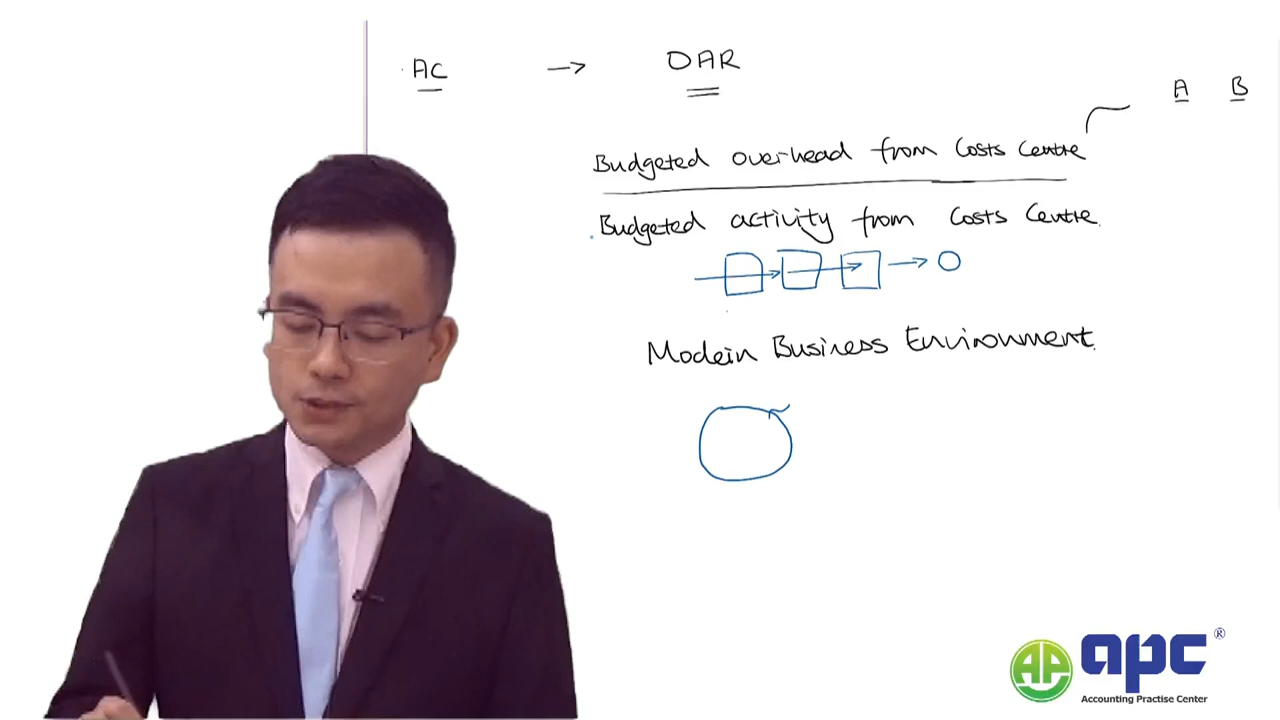 AC → OAR
A B
Budgeted overhead from Costs Centre
Budgeted activity from Costs Centre
Modern Business Environment.
AP apc®
Accounting Practise Center